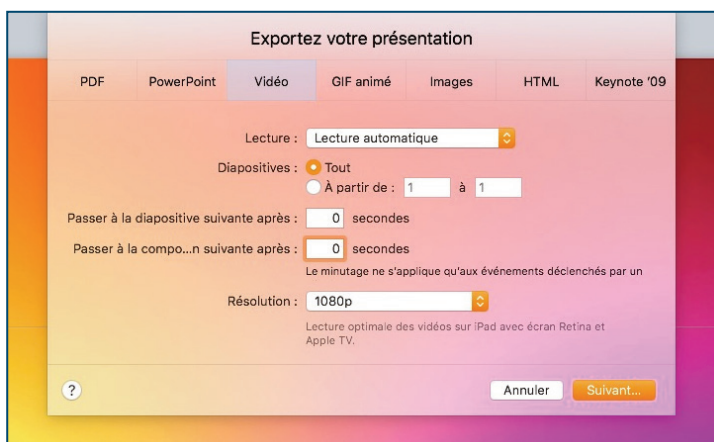 Exportez votre présentation
PDF PowerPoint Vidéo GIF animé Images HTML Keynote '09
Lecture : Lecture automatique
Diapositives : Tout
À partir de : 1 à 1
Passer à la diapositive suivante après : 0 secondes
Passer à la compo...n suivante après : 0 secondes
Le minutage ne s'applique qu'aux événements déclenchés par un
Résolution : 1080p
Lecture optimale des vidéos sur iPad avec écran Retina et
Apple TV.
? Annuler Suivant...